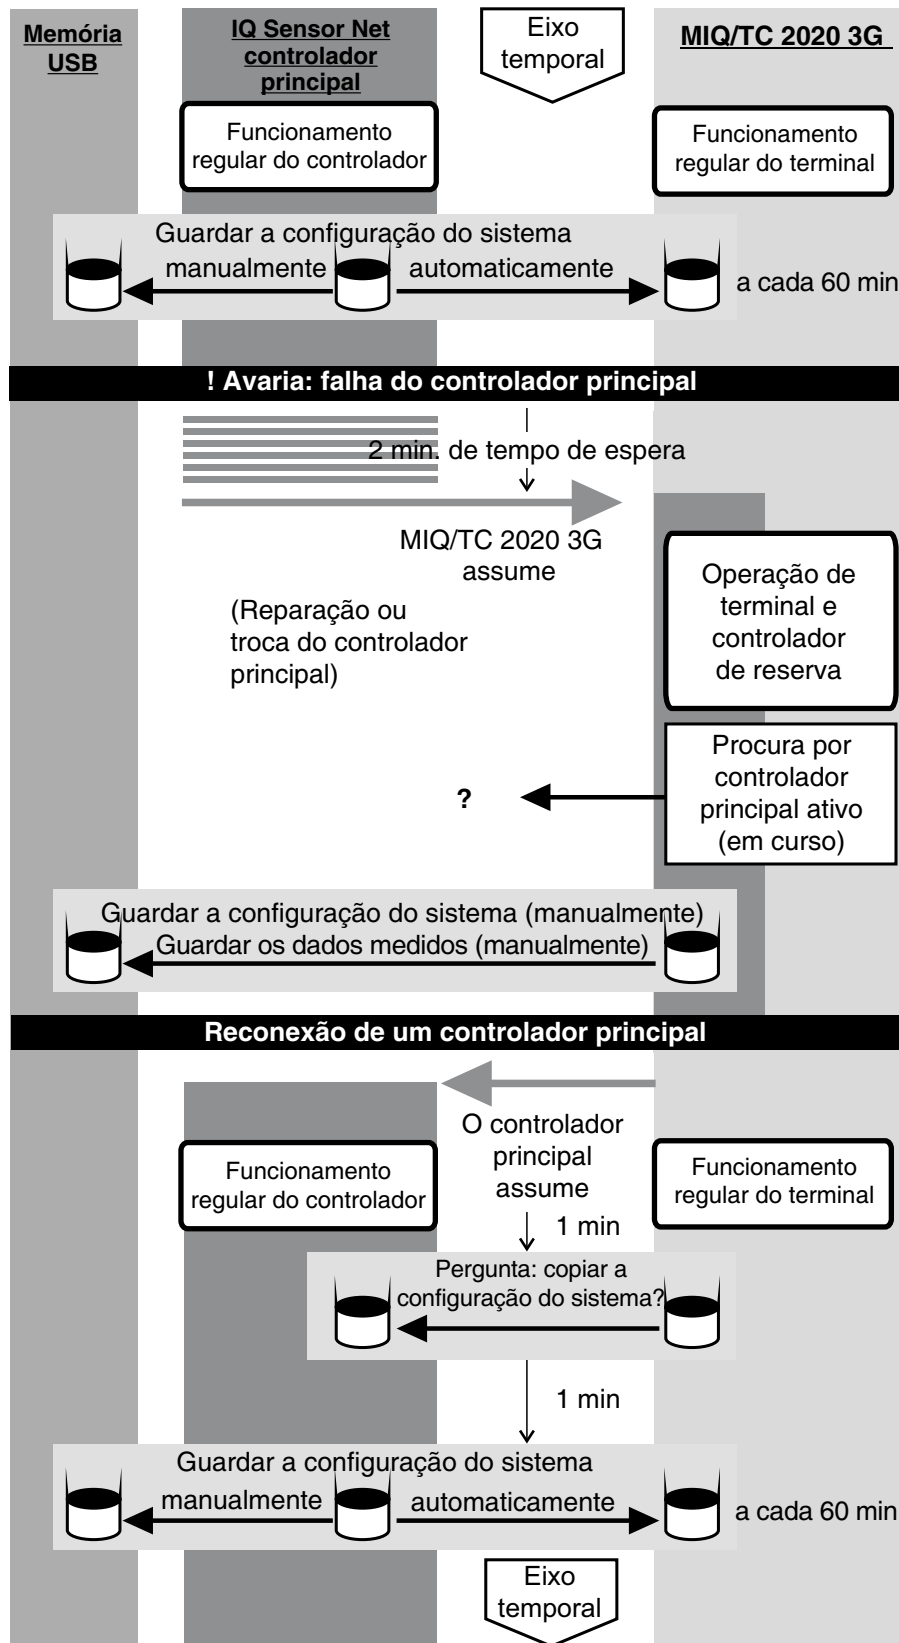 Memória
USB
IQ Sensor Net
controlador
principal
Eixo
temporal
MIQ/TC 2020 3G
Funcionamento
regular do controlador
Funcionamento
regular do terminal
Guardar a configuração do sistema
manualmente
automaticamente
a cada 60 min
! Avaria: falha do controlador principal
2 min. de tempo de espera
MIQ/TC 2020 3G
assume
(Reparação ou
troca do controlador
principal)
Operação de
terminal e
controlador
de reserva
Procura por
controlador
principal ativo
(em curso)
?
Guardar a configuração do sistema (manualmente)
Guardar os dados medidos (manualmente)
Reconexão de um controlador principal
O controlador
principal
assume
Funcionamento
regular do controlador
Funcionamento
regular do terminal
1 min
Pergunta: copiar a
configuração do sistema?
1 min
Guardar a configuração do sistema
manualmente
automaticamente
a cada 60 min
Eixo
temporal